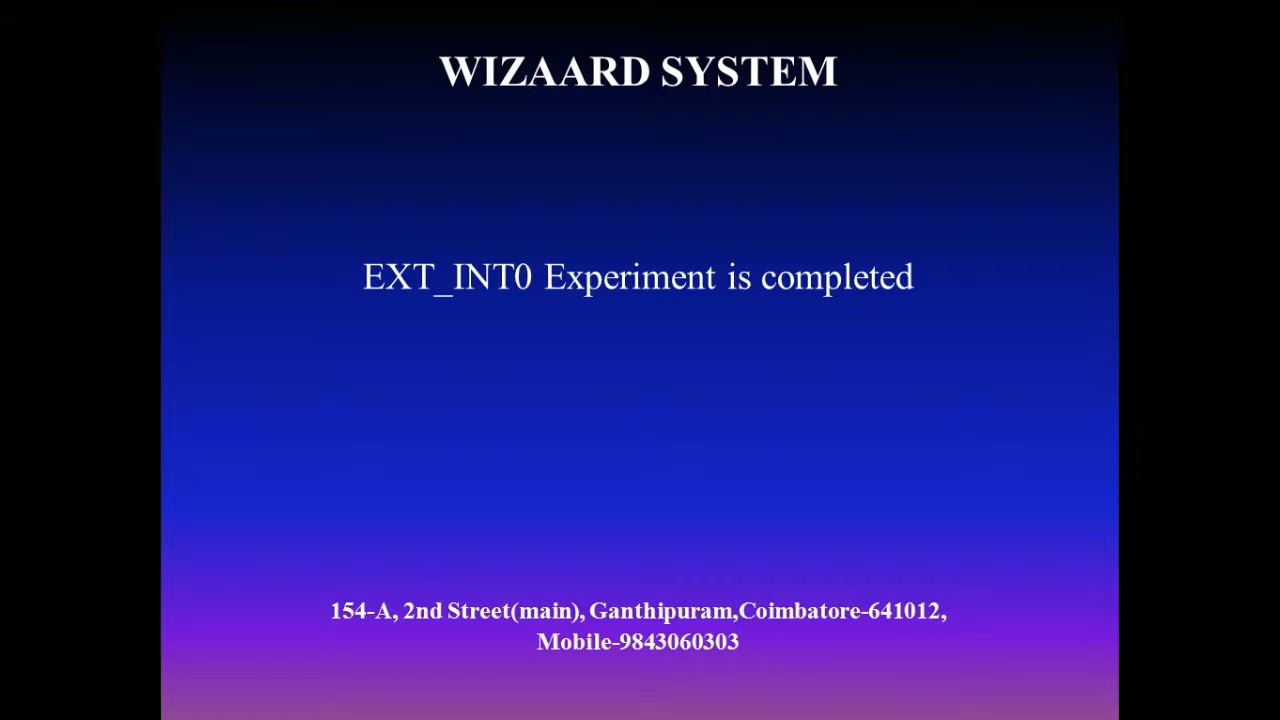 WIZAARD SYSTEM
EXT_INT0 Experiment is completed
154-A, 2nd Street(main), Ganthipuram,Coimbatore-641012,
Mobile-9843060303